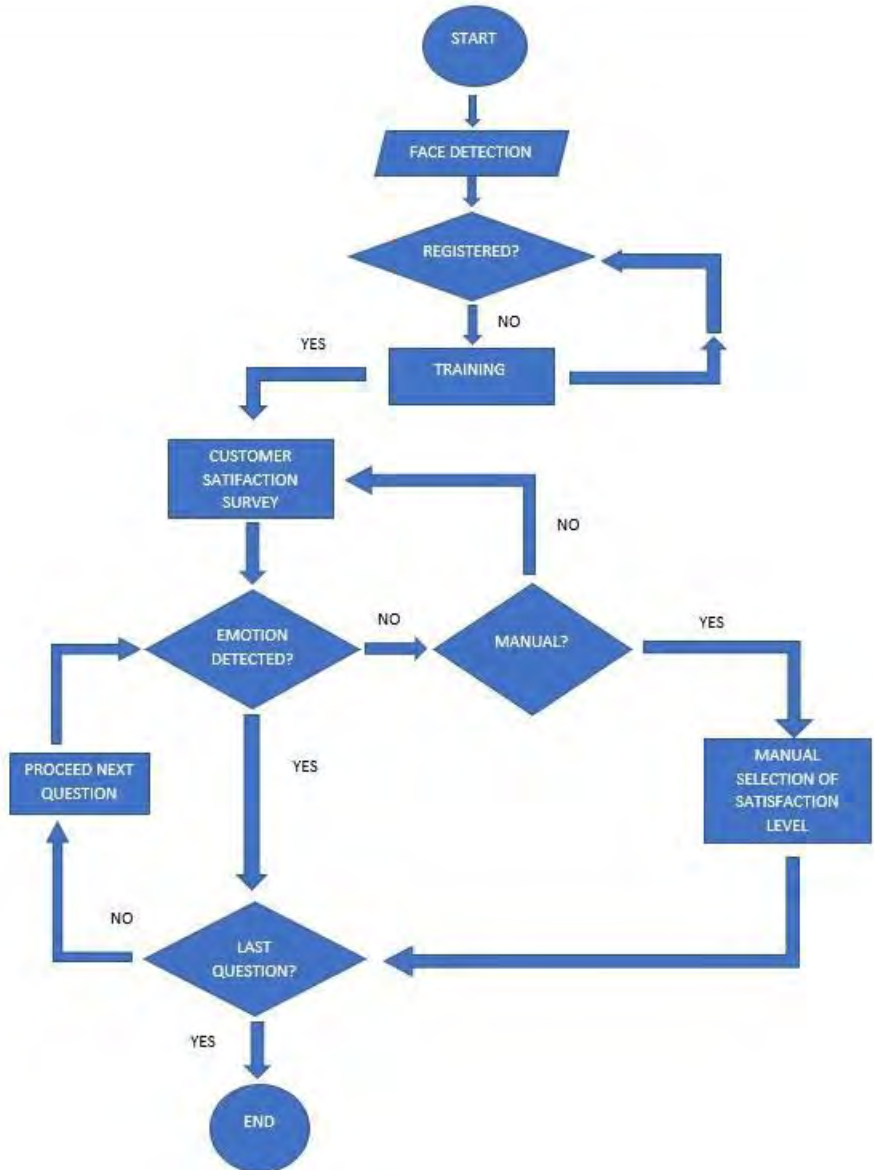 START
FACE DETECTION
REGISTERED?
NO
YES
TRAINING
CUSTOMER
SATIFACTION
SURVEY
NO
EMOTION
DETECTED?
NO
MANUAL?
YES
PROCEED NEXT
QUESTION
YES
MANUAL
SELECTION OF
SATISFACTION
LEVEL
NO
LAST
QUESTION?
YES
END